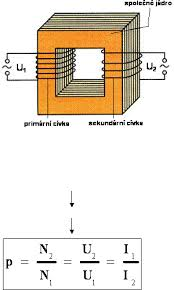 společné jádro
U1
U2
primární cívka
sekundární cívka
p = N2/N1 = U2/U1 = I1/I2